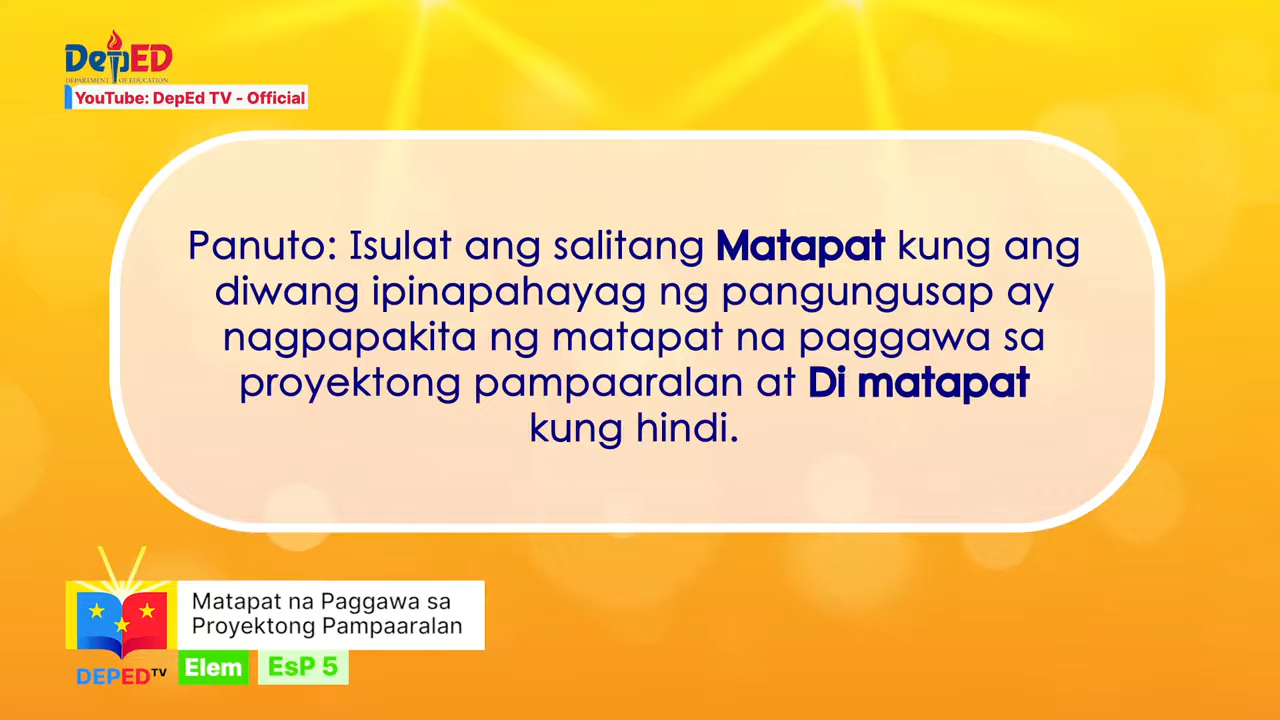 DepED
DEPARTMENT OF EDUCATION
YouTube: DepEd TV - Official
Panuto: Isulat ang salitang Matapat kung ang
diwang ipinapahayag ng pangungusap ay
nagpapakita ng matapat na paggawa sa
proyektong pampaaralan at Di matapat
kung hindi.
Matapat na Paggawa sa
Proyektong Pampaaralan
DEPED TV
Elem
EsP 5